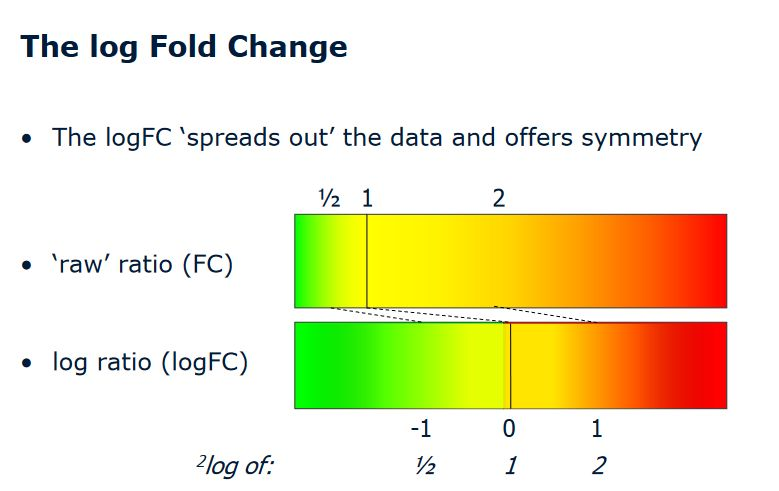 The log Fold Change
• The logFC ‘spreads out’ the data and offers symmetry
½ 1 2
• ‘raw’ ratio (FC)
• log ratio (logFC)
-1 0 1
²log of: ½ 1 2